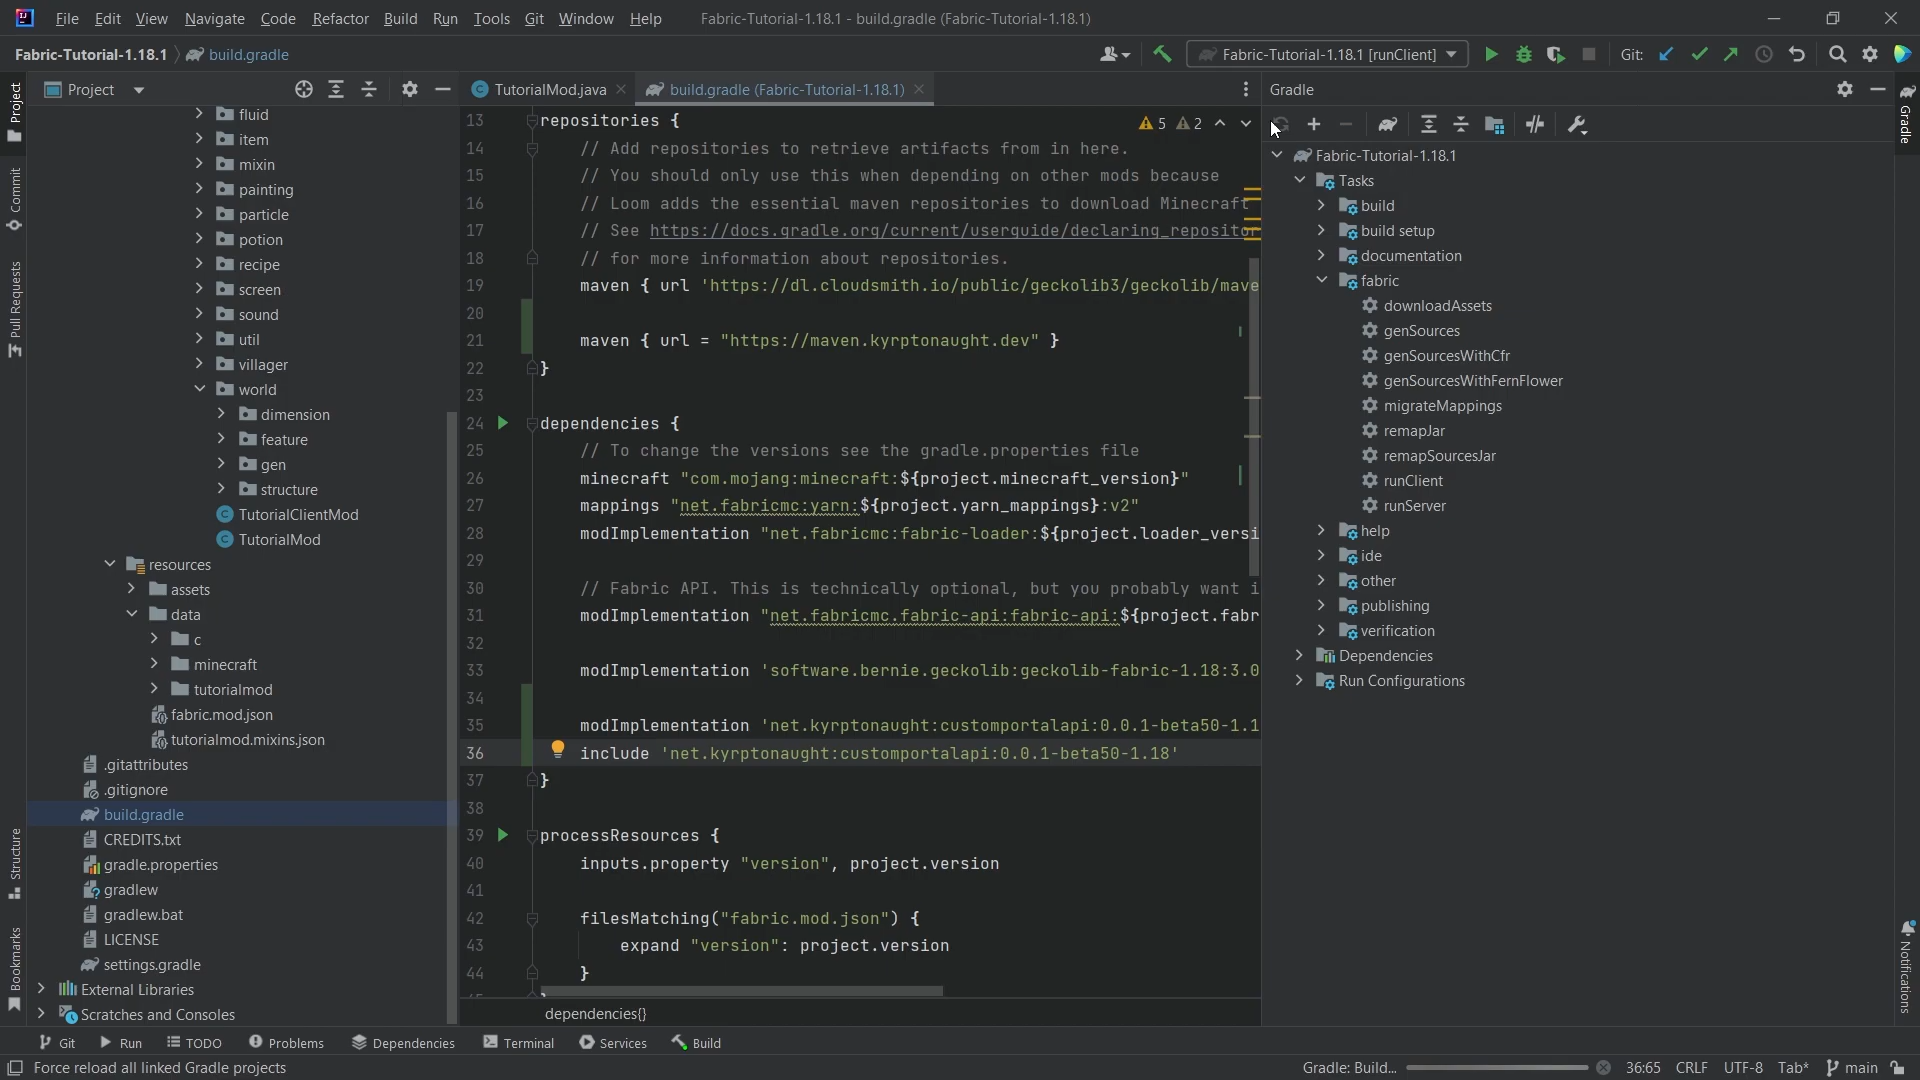 File Edit View Navigate Code Refactor Build Run Tools Git Window Help Fabric-Tutorial-1.18.1 - build.gradle (Fabric-Tutorial-1.18.1)
Fabric-Tutorial-1.18.1 build.gradle Fabric-Tutorial-1.18.1 [runClient] Git:
Project
Commit
Pull Requests
Structure
Bookmarks
Project
fluid
item
mixin
painting
particle
potion
recipe
screen
sound
util
villager
world
dimension
feature
gen
structure
TutorialClientMod
TutorialMod
resources
assets
data
c
minecraft
tutorialmod
fabric.mod.json
tutorialmod.mixins.json
.gitattributes
.gitignore
build.gradle
CREDITS.txt
gradle.properties
gradlew
gradlew.bat
LICENSE
settings.gradle
External Libraries
Scratches and Consoles
TutorialMod.java build.gradle (Fabric-Tutorial-1.18.1)
5 2
13 repositories {
14 // Add repositories to retrieve artifacts from in here.
15 // You should only use this when depending on other mods because
16 // Loom adds the essential maven repositories to download Minecraft
17 // See https://docs.gradle.org/current/userguide/declaring_repositor
18 // for more information about repositories.
19 maven { url 'https://dl.cloudsmith.io/public/geckolib3/geckolib/mave
20
21 maven { url = "https://maven.kyrptonaught.dev" }
22 }
23
24 dependencies {
25 // To change the versions see the gradle.properties file
26 minecraft "com.mojang:minecraft:${project.minecraft_version}"
27 mappings "net.fabricmc:yarn:${project.yarn_mappings}:v2"
28 modImplementation "net.fabricmc:fabric-loader:${project.loader_versi
29
30 // Fabric API. This is technically optional, but you probably want i
31 modImplementation "net.fabricmc.fabric-api:fabric-api:${project.fabr
32
33 modImplementation 'software.bernie.geckolib:geckolib-fabric-1.18:3.0
34
35 modImplementation 'net.kyrptonaught:customportalapi:0.0.1-beta50-1.1
36 include 'net.kyrptonaught:customportalapi:0.0.1-beta50-1.18'
37 }
38
39 processResources {
40 inputs.property "version", project.version
41
42 filesMatching("fabric.mod.json") {
43 expand "version": project.version
44 }
dependencies{}
Gradle
Fabric-Tutorial-1.18.1
Tasks
build
build setup
documentation
fabric
downloadAssets
genSources
genSourcesWithCfr
genSourcesWithFernFlower
migrateMappings
remapJar
remapSourcesJar
runClient
runServer
help
ide
other
publishing
verification
Dependencies
Run Configurations
Gradle
Notifications
Git Run TODO Problems Dependencies Terminal Services Build
Force reload all linked Gradle projects Gradle: Build... 36:65 CRLF UTF-8 Tab* main